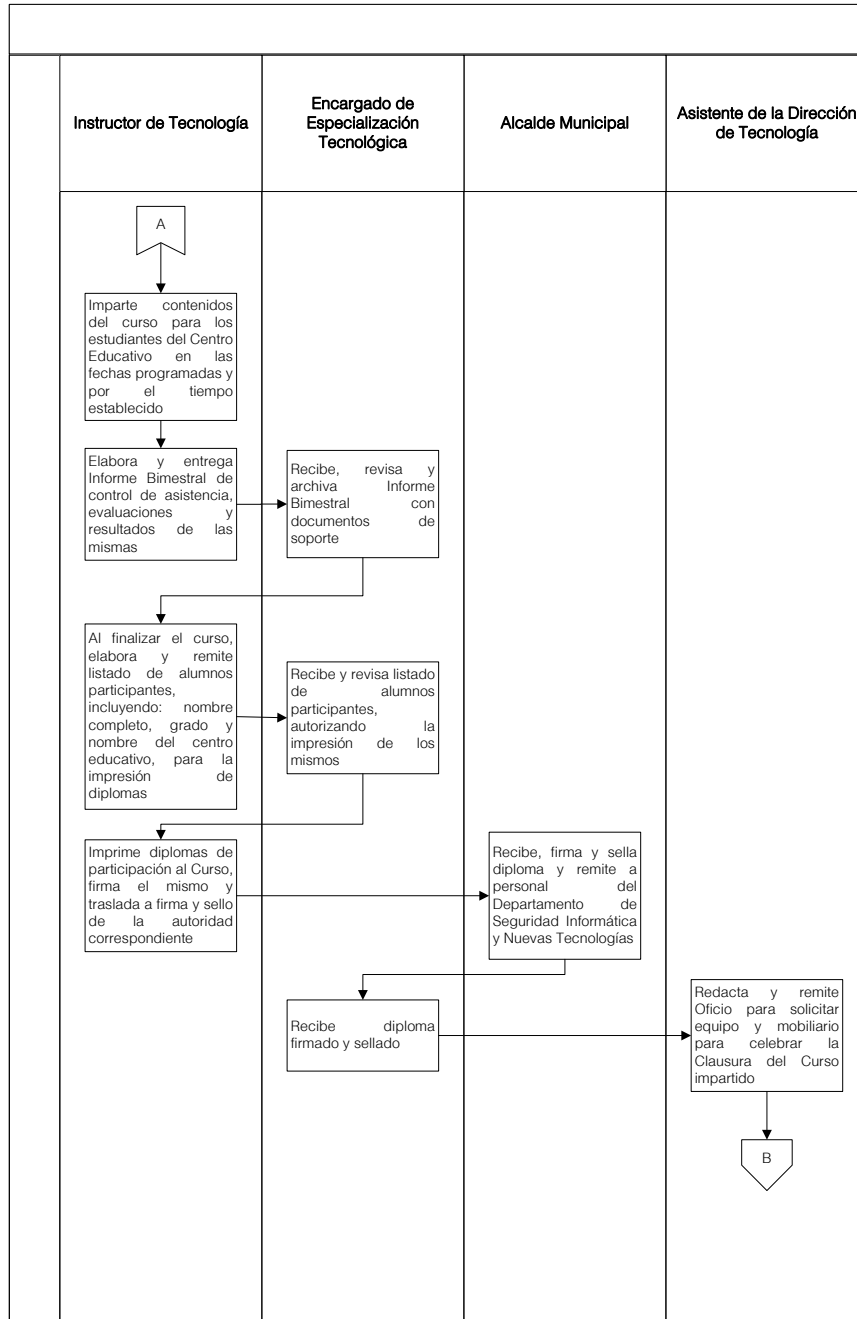 Instructor de Tecnología
Encargado de
Especialización
Tecnológica
Alcalde Municipal
Asistente de la Dirección
de Tecnología
A
Imparte contenidos
del curso para los
estudiantes del Centro
Educativo en las
fechas programadas y
por el tiempo
establecido
Elabora y entrega
Informe Bimestral de
control de asistencia,
evaluaciones y
resultados de las
mismas
Recibe, revisa y
archiva Informe
Bimestral con
documentos de
soporte
Al finalizar el curso,
elabora y remite
listado de alumnos
participantes,
incluyendo: nombre
completo, grado y
nombre del centro
educativo, para la
impresión de
diplomas
Recibe y revisa listado
de alumnos
participantes,
autorizando la
impresión de los
mismos
Imprime diplomas de
participación al Curso,
firma el mismo y
traslada a firma y sello
de la autoridad
correspondiente
Recibe, firma y sella
diploma y remite a
personal del
Departamento de
Seguridad Informática
y Nuevas Tecnologías
Recibe diploma
firmado y sellado
Redacta y remite
Oficio para solicitar
equipo y mobiliario
para celebrar la
Clausura del Curso
impartido
B